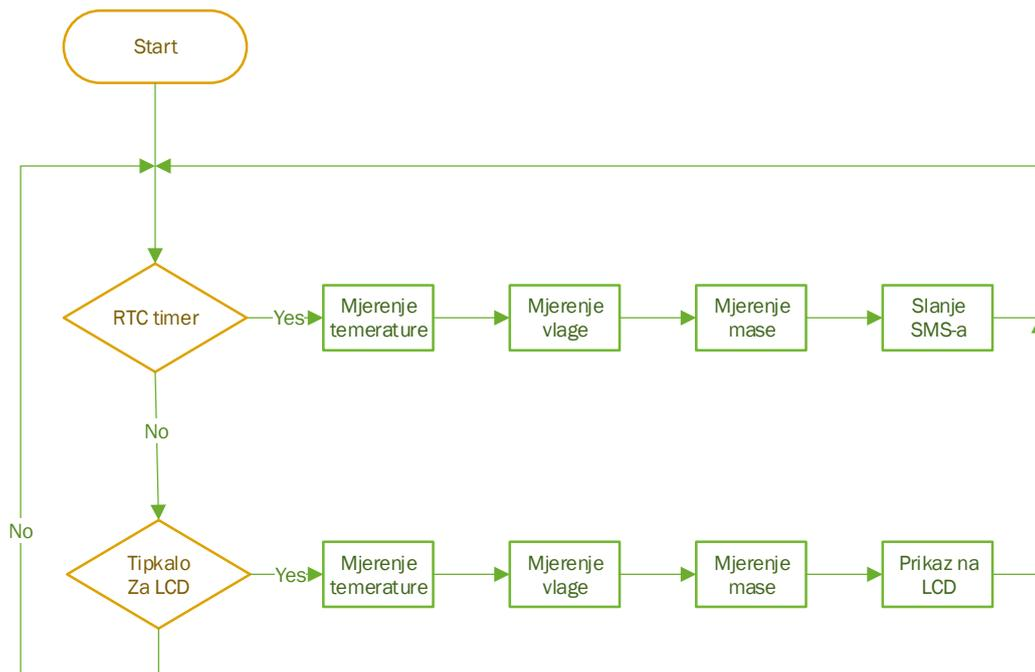 Start
RTC timer
Yes
Mjerenje
temerature
Mjerenje
vlage
Mjerenje
mase
Slanje
SMS-a
No
No
Tipkalo
Za LCD
Yes
Mjerenje
temerature
Mjerenje
vlage
Mjerenje
mase
Prikaz na
LCD